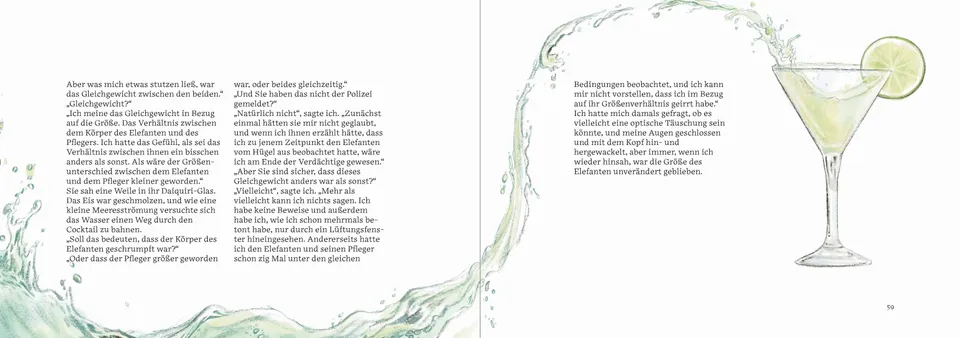 Aber was mich etwas stutzen ließ, war
das Gleichgewicht zwischen den beiden.“
„Gleichgewicht?“
„Ich meine das Gleichgewicht in Bezug
auf die Größe. Das Verhältnis zwischen
dem Körper des Elefanten und des
Pflegers. Ich hatte das Gefühl, als sei das
Verhältnis zwischen ihnen ein bisschen
anders als sonst. Als wäre der Größen-
unterschied zwischen dem Elefanten
und dem Pfleger kleiner geworden.“
Sie sah eine Weile in ihr Daiquiri-Glas.
Das Eis war geschmolzen, und wie eine
kleine Meeresströmung versuchte sich
das Wasser einen Weg durch den
Cocktail zu bahnen.
„Soll das bedeuten, dass der Körper des
Elefanten geschrumpft war?“
„Oder dass der Pfleger größer geworden
war, oder beides gleichzeitig.“
„Und Sie haben das nicht der Polizei
gemeldet?“
„Natürlich nicht“, sagte ich. „Zunächst
einmal hätten sie mir nicht geglaubt,
und wenn ich ihnen erzählt hätte, dass
ich zu jenem Zeitpunkt den Elefanten
vom Hügel aus beobachtet hatte, wäre
ich am Ende der Verdächtige gewesen.“
„Aber Sie sind sicher, dass dieses
Gleichgewicht anders war als sonst?“
„Vielleicht“, sagte ich. „Mehr als
vielleicht kann ich nichts sagen. Ich
habe keine Beweise und außerdem
habe ich, wie ich schon mehrmals be-
tont habe, nur durch ein Lüftungsfens-
ter hineingesehen. Andererseits hatte
ich den Elefanten und seinen Pfleger
schon zig Mal unter den gleichen
Bedingungen beobachtet, und ich kann
mir nicht vorstellen, dass ich im Bezug
auf ihr Größenverhältnis geirrt habe.“
Ich hatte mich damals gefragt, ob es
vielleicht eine optische Täuschung sein
könnte, und meine Augen geschlossen
und mit dem Kopf hin- und
hergewackelt, aber immer, wenn ich
wieder hinsah, war die Größe des
Elefanten unverändert geblieben.
59